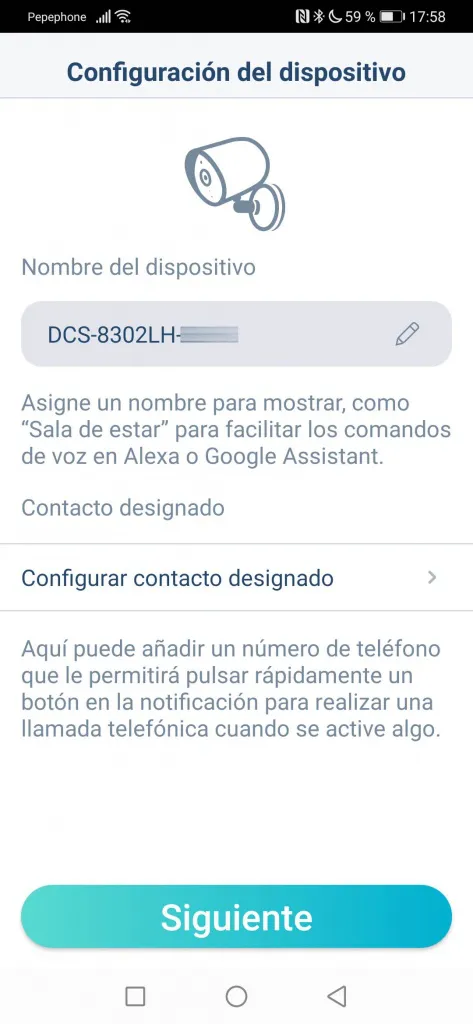 Pepephone 59 % 17:58
Configuración del dispositivo
Nombre del dispositivo
DCS-8302LH-
Asigne un nombre para mostrar, como
“Sala de estar” para facilitar los comandos
de voz en Alexa o Google Assistant.
Contacto designado
Configurar contacto designado
Aquí puede añadir un número de teléfono
que le permitirá pulsar rápidamente un
botón en la notificación para realizar una
llamada telefónica cuando se active algo.
Siguiente